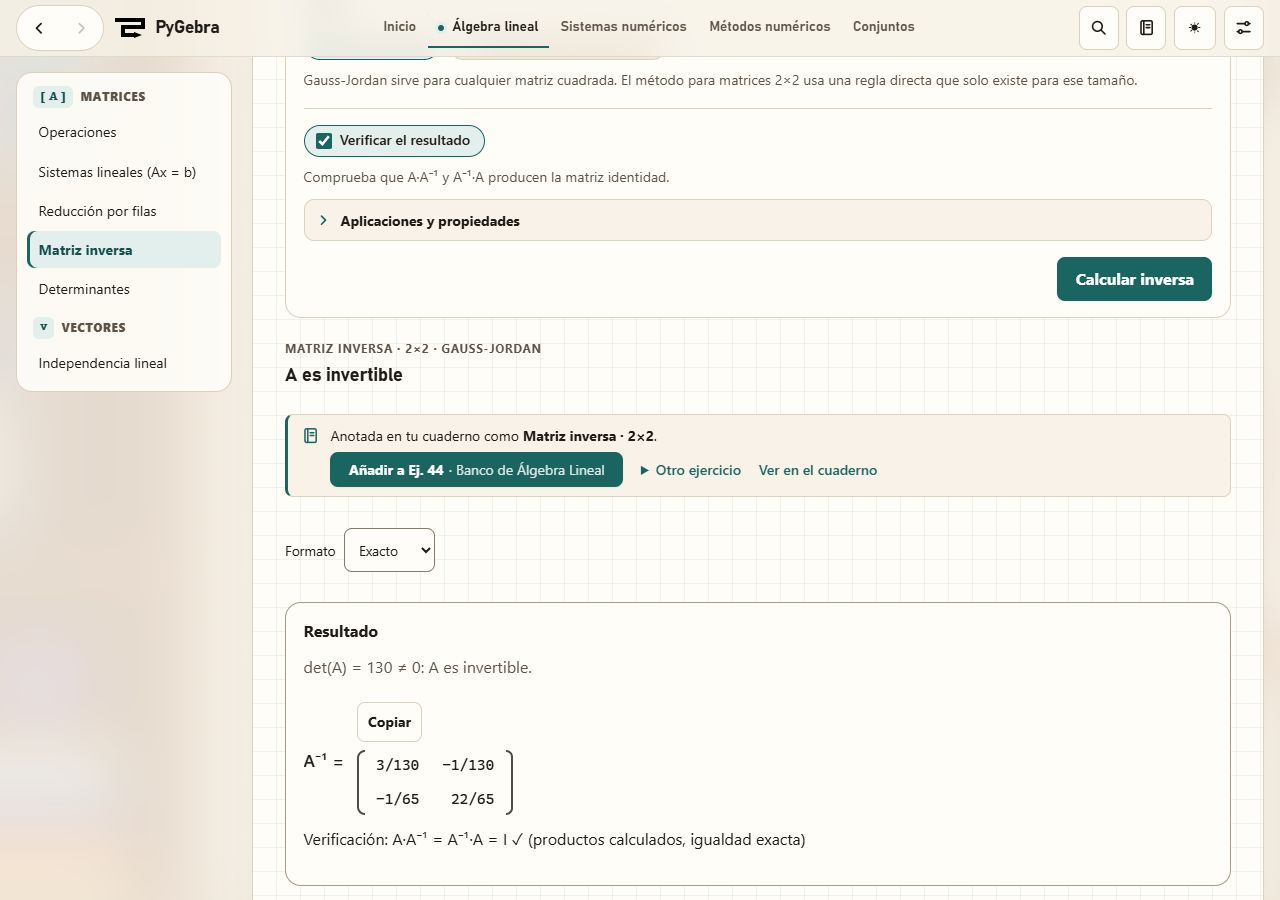 PyGebra
Inicio
Álgebra lineal
Sistemas numéricos
Métodos numéricos
Conjuntos
[ A ] MATRICES
Operaciones
Sistemas lineales (Ax = b)
Reducción por filas
Matriz inversa
Determinantes
v VECTORES
Independencia lineal
Gauss-Jordan sirve para cualquier matriz cuadrada. El método para matrices 2×2 usa una regla directa que solo existe para ese tamaño.
Verificar el resultado
Comprueba que A·A⁻¹ y A⁻¹·A producen la matriz identidad.
Aplicaciones y propiedades
Calcular inversa
MATRIZ INVERSA · 2×2 · GAUSS-JORDAN
A es invertible
Anotada en tu cuaderno como Matriz inversa · 2×2.
Añadir a Ej. 44 · Banco de Álgebra Lineal
Otro ejercicio
Ver en el cuaderno
Formato
Exacto
Resultado
det(A) = 130 ≠ 0: A es invertible.
Copiar
A⁻¹ =
3/130 −1/130
−1/65 22/65
Verificación: A·A⁻¹ = A⁻¹·A = I ✓ (productos calculados, igualdad exacta)